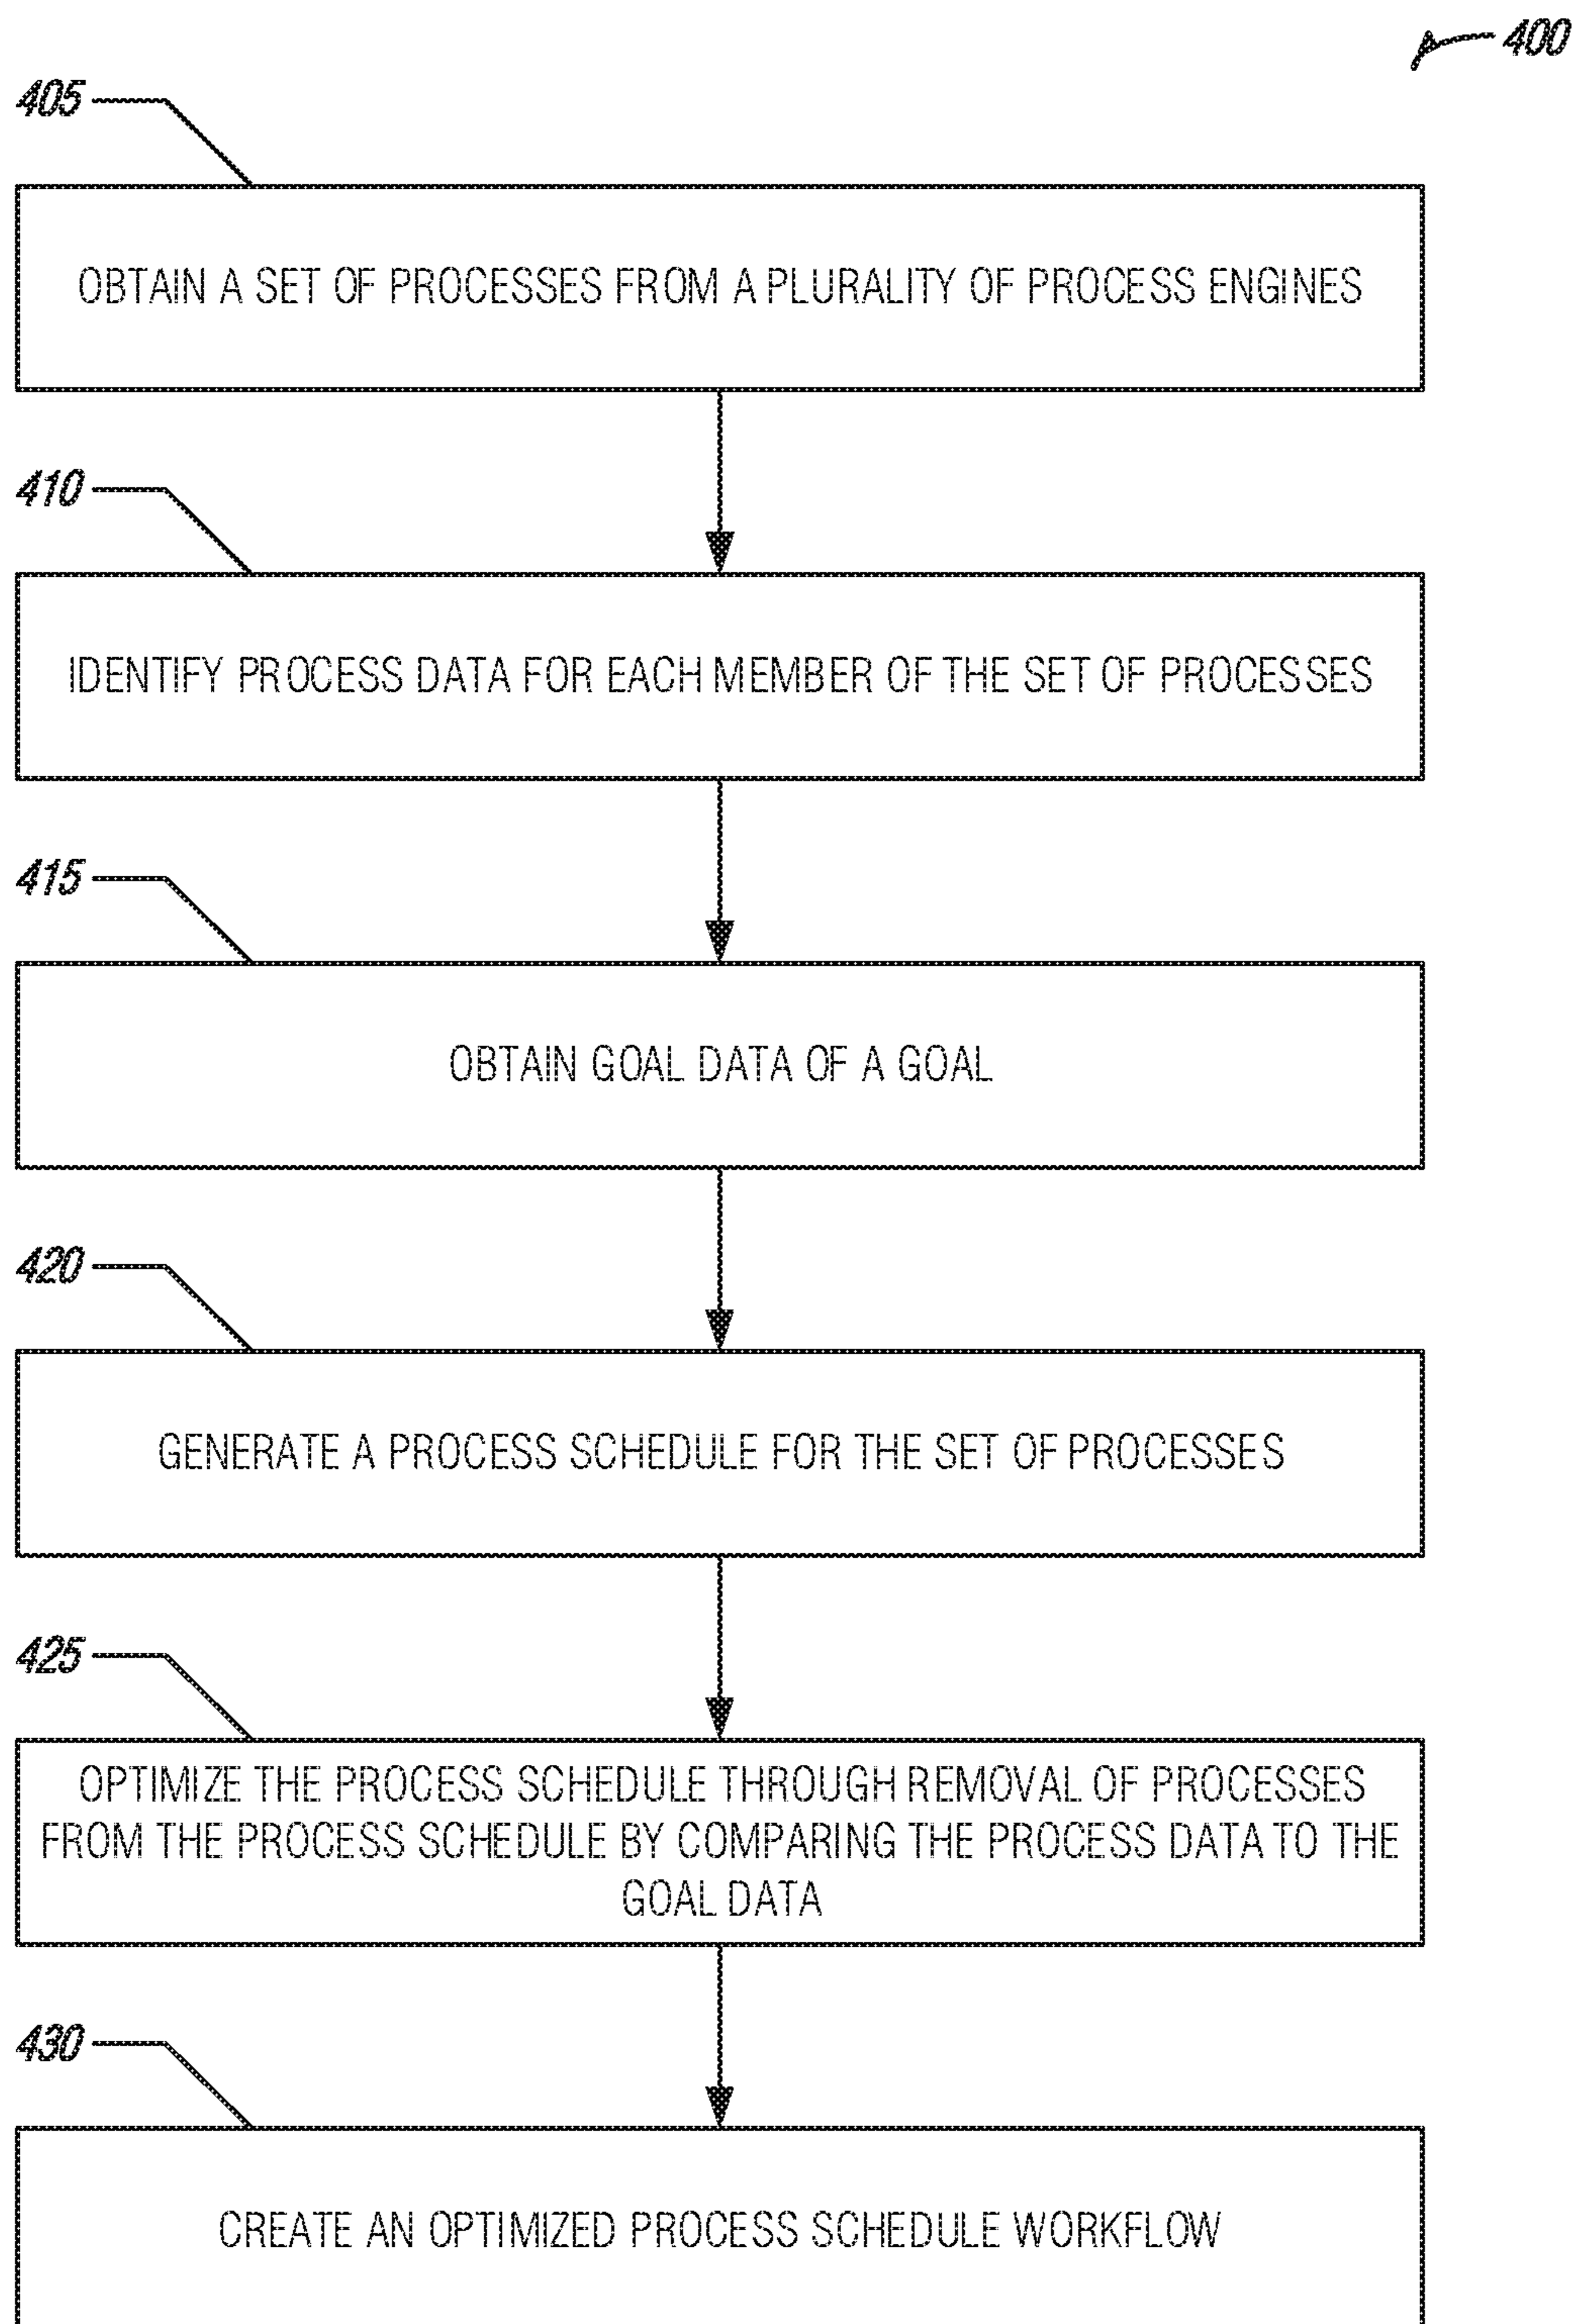 400
405
OBTAIN A SET OF PROCESSES FROM A PLURALITY OF PROCESS ENGINES
410
IDENTIFY PROCESS DATA FOR EACH MEMBER OF THE SET OF PROCESSES
415
OBTAIN GOAL DATA OF A GOAL
420
GENERATE A PROCESS SCHEDULE FOR THE SET OF PROCESSES
425
OPTIMIZE THE PROCESS SCHEDULE THROUGH REMOVAL OF PROCESSES
FROM THE PROCESS SCHEDULE BY COMPARING THE PROCESS DATA TO THE
GOAL DATA
430
CREATE AN OPTIMIZED PROCESS SCHEDULE WORKFLOW